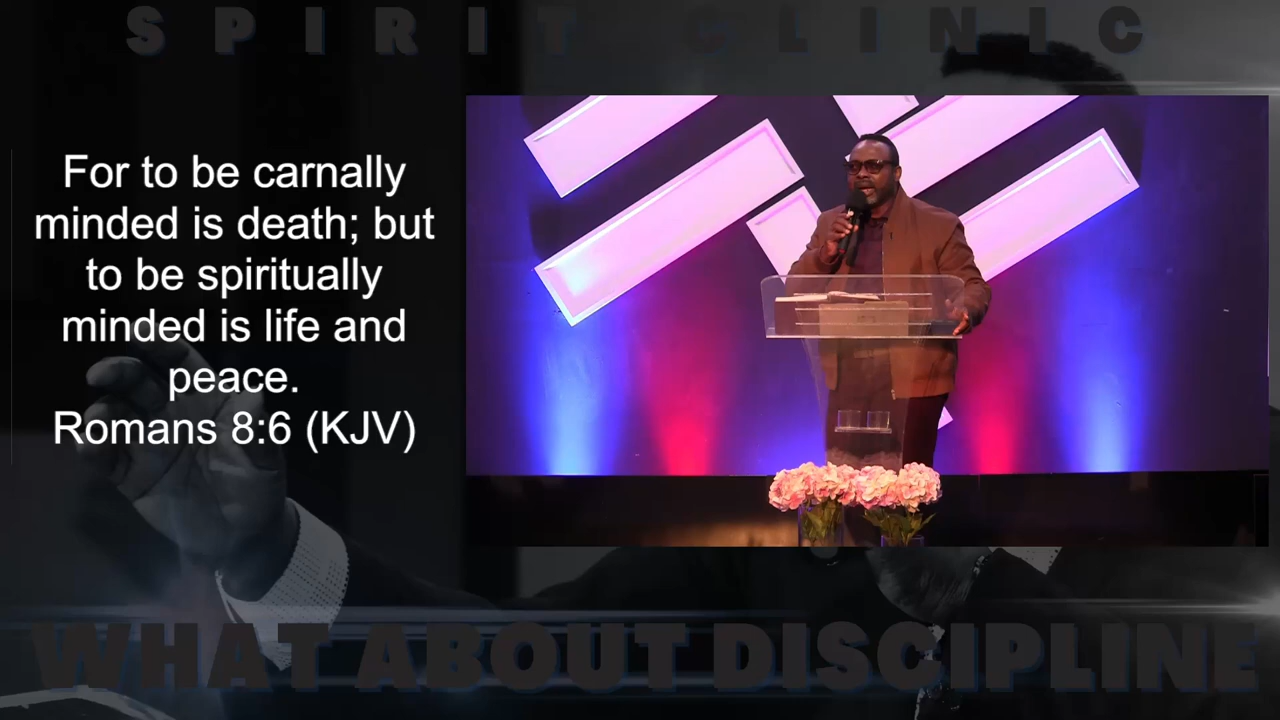 SPIRIT CLINIC
For to be carnally
minded is death; but
to be spiritually
minded is life and
peace.
Romans 8:6 (KJV)
WHAT ABOUT DISCIPLINE